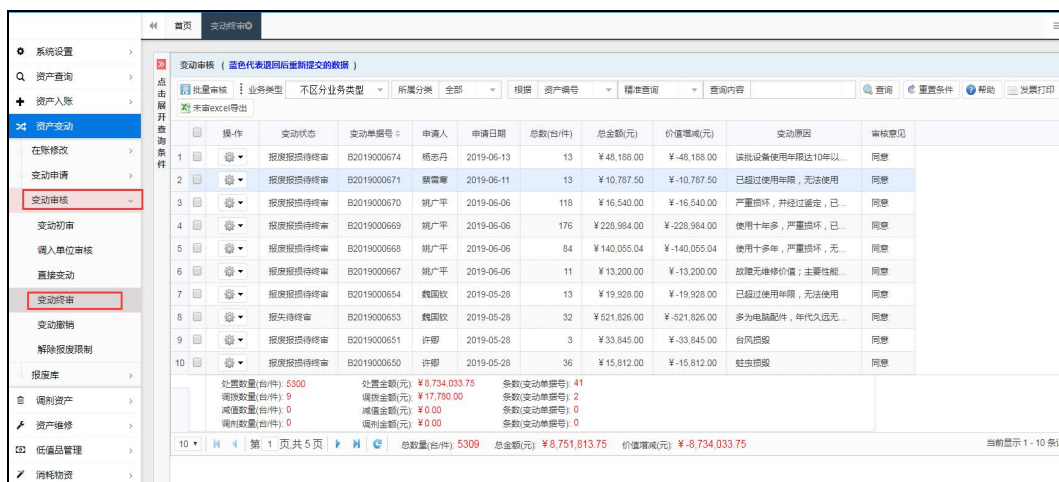 首页 变动终审
系统设置
资产查询
资产入账
资产变动
在账修改
变动申请
变动审核
变动初审
调入单位审核
直接变动
变动终审
变动撤销
解除报废限制
报废库
调剂资产
资产维修
低值品管理
消耗物资
点击展开查询条件
变动审核 （ 蓝色代表退回后重新提交的数据 ）
批量审核 业务类型 不区分业务类型 所属分类 全部 根据 资产编号 精准查询 查询内容 查询 重置条件 帮助 发票打印
未审excel导出
操作 变动状态 变动单据号 申请人 申请日期 总数(台/件) 总金额(元) 价值增减(元) 变动原因 审核意见
1 报废报损待终审 B2019000674 杨志丹 2019-06-13 13 ¥48,188.00 ¥-48,188.00 该批设备使用年限达10年以... 同意
2 报废报损待终审 B2019000671 蔡雪寒 2019-06-11 13 ¥10,787.50 ¥-10,787.50 已超过使用年限，无法使用 同意
3 报废报损待终审 B2019000670 姚广平 2019-06-06 118 ¥16,540.00 ¥-16,540.00 严重损坏，并经过鉴定，已... 同意
4 报废报损待终审 B2019000669 姚广平 2019-06-06 176 ¥228,984.00 ¥-228,984.00 使用十年多，严重损坏，已... 同意
5 报废报损待终审 B2019000668 姚广平 2019-06-06 84 ¥140,055.04 ¥-140,055.04 使用十多年，严重损坏，无... 同意
6 报废报损待终审 B2019000667 姚广平 2019-06-06 11 ¥13,200.00 ¥-13,200.00 故障无维修价值；主要性能... 同意
7 报废报损待终审 B2019000654 魏国钦 2019-05-28 13 ¥19,928.00 ¥-19,928.00 已超过使用年限，无法使用 同意
8 报失待终审 B2019000653 魏国钦 2019-05-28 32 ¥521,826.00 ¥-521,826.00 多为电脑配件，年代久远无... 同意
9 报废报损待终审 B2019000651 许卿 2019-05-28 3 ¥33,845.00 ¥-33,845.00 台风损毁 同意
10 报废报损待终审 B2019000650 许卿 2019-05-28 36 ¥15,812.00 ¥-15,812.00 蛀虫损毁 同意
处置数量(台/件): 5300 处置金额(元): ¥8,734,033.75 条数(变动单据号): 41
调拨数量(台/件): 9 调拨金额(元): ¥17,780.00 条数(变动单据号): 2
减值数量(台/件): 0 减值金额(元): ¥0.00 条数(变动单据号): 0
调剂数量(台/件): 0 调剂金额(元): ¥0.00 条数(变动单据号): 0
10 第 1 页,共 5 页 总数量(台/件): 5309 总金额(元): ¥8,751,813.75 价值增减(元): ¥-8,734,033.75 当前显示 1 - 10 条